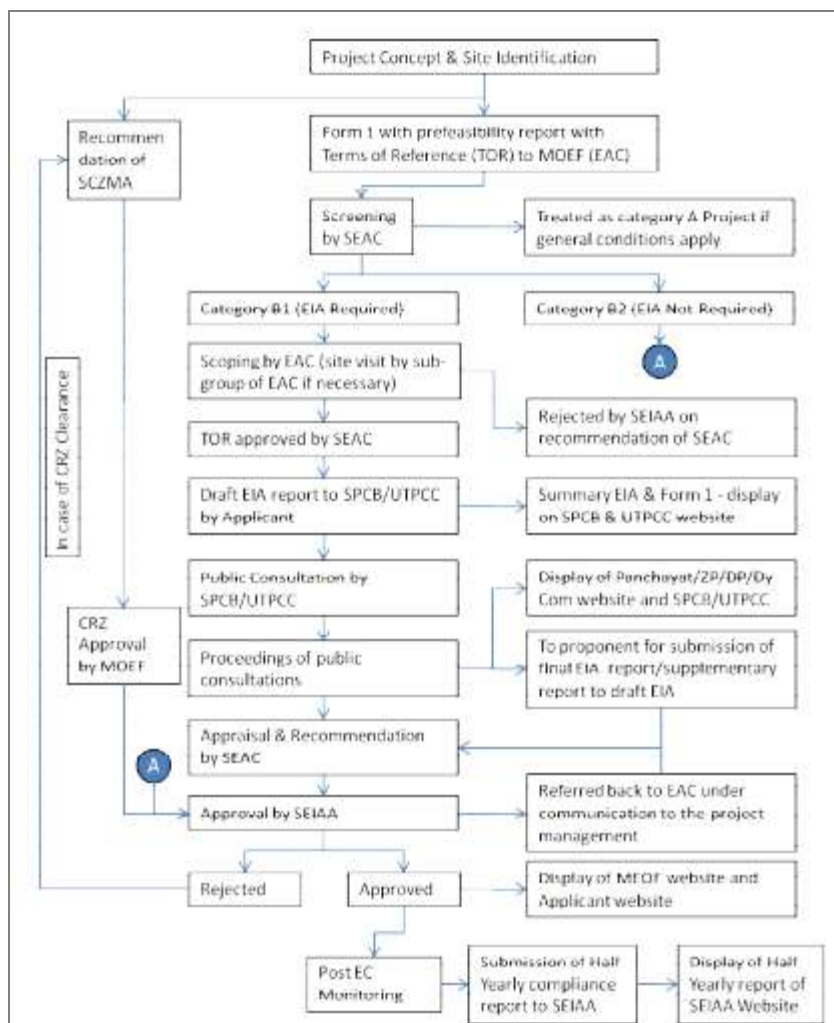 Project Concept & Site Identification
Recommen
dation of
SCZMA
Form 1 with prefeasibility report with
Terms of Reference (TOR) to MOEF (EAC)
Screening
by SEAC
Treated as category A Project if
general conditions apply
Category B1 (EIA Required)
Category B2 (EIA Not Required)
A
Scoping by EAC (site visit by sub-
group of EAC if necessary)
In case of CRZ Clearance
Rejected by SEIAA on
recommendation of SEAC
TOR approved by SEAC
Draft EIA report to SPCB/UTPCC
by Applicant
Summary EIA & Form 1 - display
on SPCB & UTPCC website
Public Consultation by
SPCB/UTPCC
Display of Panchayat/ZP/DP/Dy
Com website and SPCB/UTPCC
CRZ
Approval
by MOEF
Proceedings of public
consultations
To proponent for submission of
final EIA report/supplementary
report to draft EIA
Appraisal & Recommendation
by SEAC
A
Approval by SEIAA
Referred back to EAC under
communication to the project
management
Rejected
Approved
Display of MEOF website and
Applicant website
Post EC
Monitoring
Submission of Half
Yearly compliance
report to SEIAA
Display of Half
Yearly report of
SEIAA Website